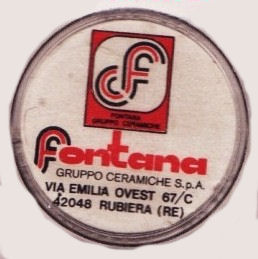 FONTANA
GRUPPO CERAMICHE
Fontana
GRUPPO CERAMICHE S.p.A.
VIA EMILIA OVEST 67/C
42048 RUBIERA (RE)